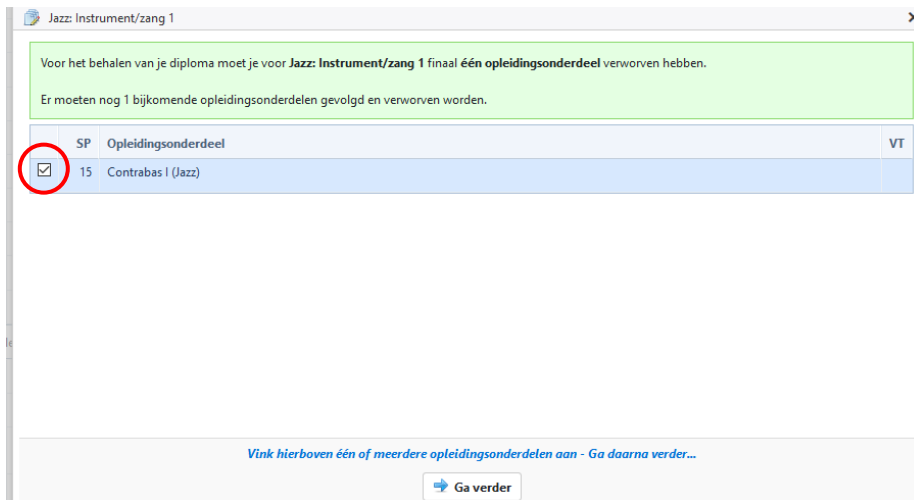 Jazz: Instrument/zang 1
Voor het behalen van je diploma moet je voor Jazz: Instrument/zang 1 finaal één opleidingsonderdeel verworven hebben.
Er moeten nog 1 bijkomende opleidingsonderdelen gevolgd en verworven worden.
SP Opleidingsonderdeel VT
15 Contrabas I (Jazz)
Vink hierboven één of meerdere opleidingsonderdelen aan - Ga daarna verder...
Ga verder